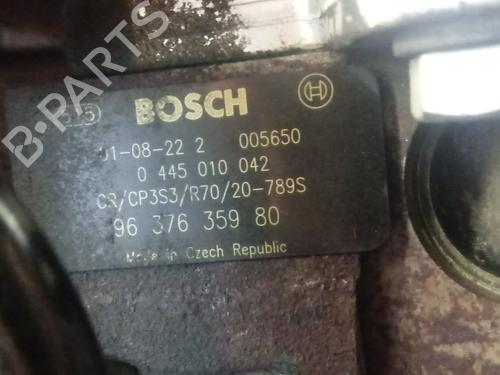 B-PARTS
BOSCH
01-08-22 2 005650
0 445 010 042
CR/CP3S3/R70/20-789S
96 376 359 80
Made in Czech Republic